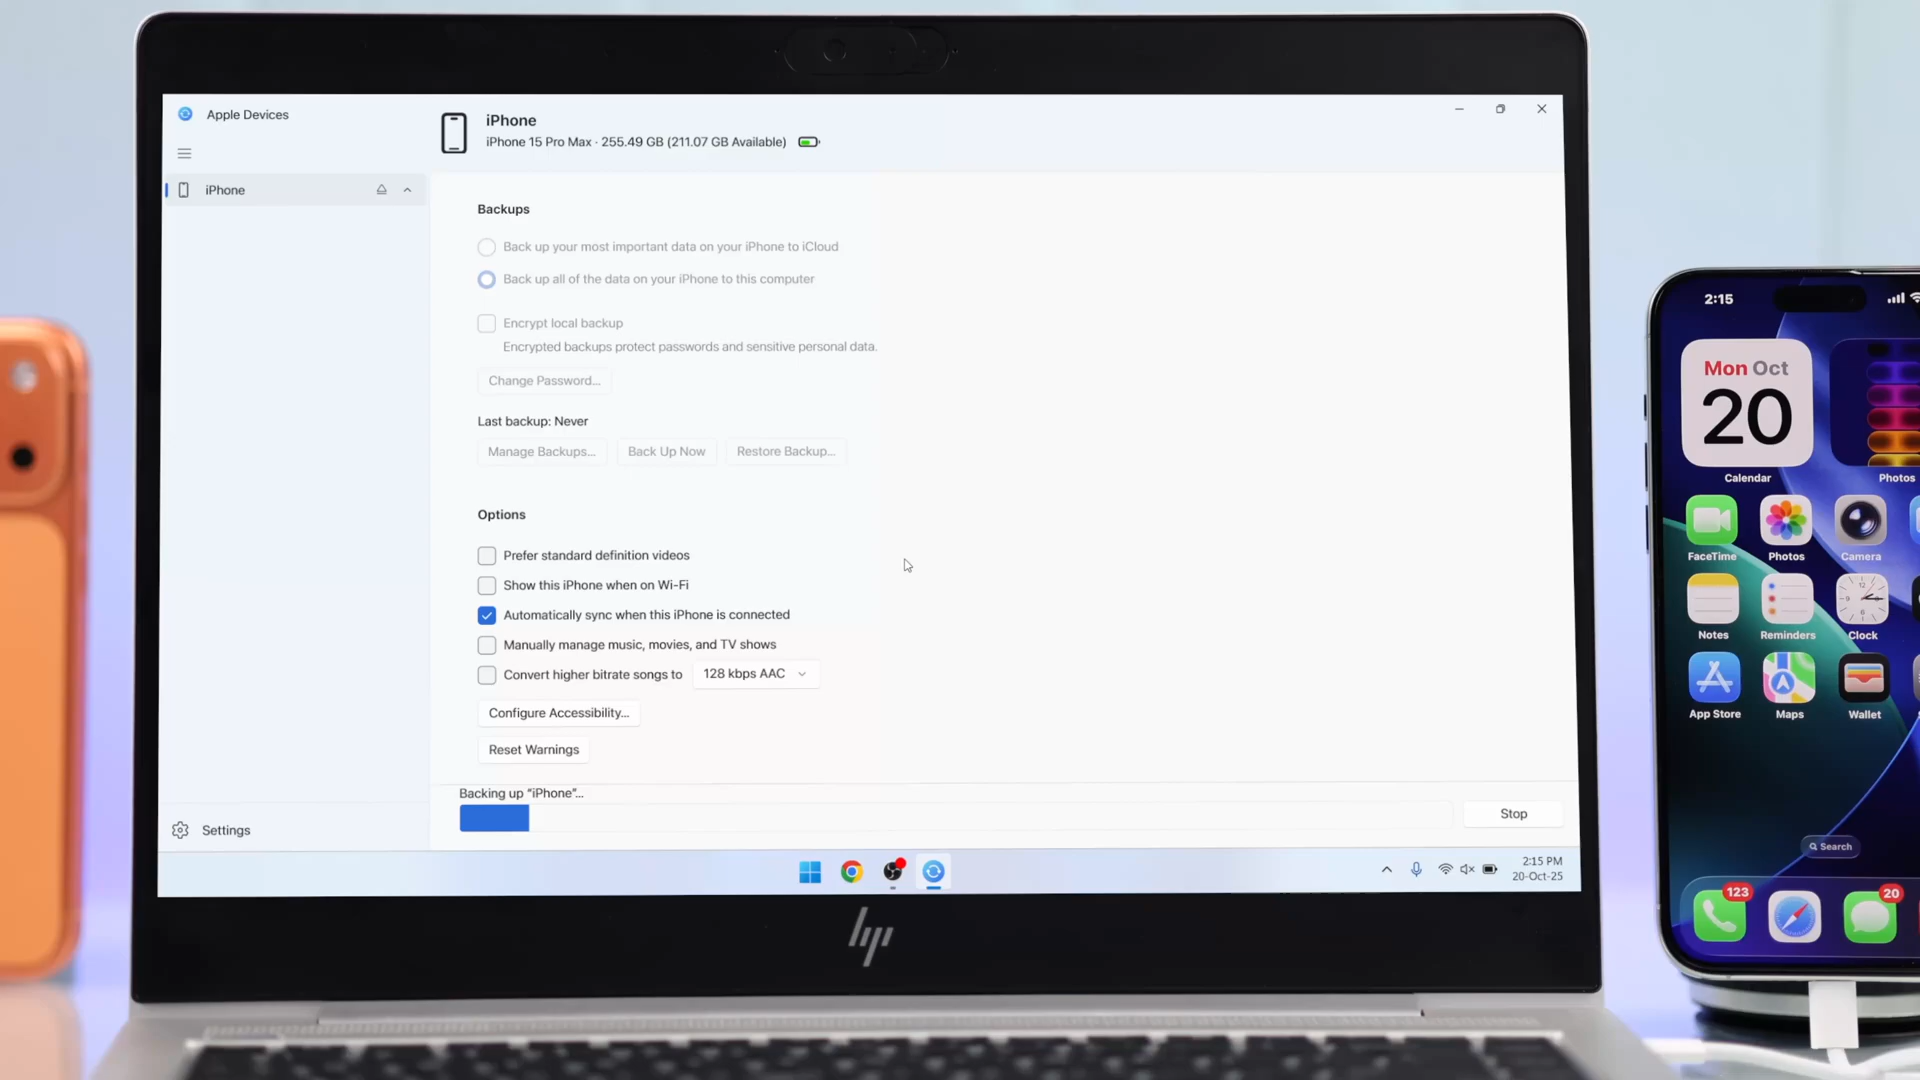 Apple Devices
iPhone
iPhone 15 Pro Max · 255.49 GB (211.07 GB Available)
iPhone
Backups
Back up your most important data on your iPhone to iCloud
Back up all of the data on your iPhone to this computer
Encrypt local backup
Encrypted backups protect passwords and sensitive personal data.
Change Password...
Last backup: Never
Manage Backups...
Back Up Now
Restore Backup...
Options
Prefer standard definition videos
Show this iPhone when on Wi-Fi
Automatically sync when this iPhone is connected
Manually manage music, movies, and TV shows
Convert higher bitrate songs to
128 kbps AAC
Configure Accessibility...
Reset Warnings
Backing up “iPhone”...
Stop
Settings
2:15 PM
20-Oct-25
hp
2:15
Mon Oct
20
Calendar
Photos
FaceTime
Photos
Camera
Notes
Reminders
Clock
App Store
Maps
Wallet
Search
123
20